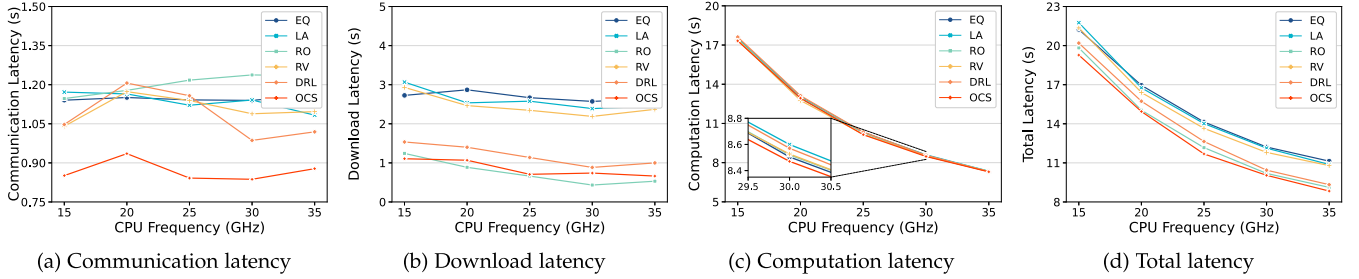 Communication Latency (s)
1.50
1.35
1.20
1.05
0.90
0.75
15 20 25 30 35
CPU Frequency (GHz)
EQ
LA
RO
RV
DRL
OCS
(a) Communication latency
Download Latency (s)
5
4
3
2
1
0
15 20 25 30 35
CPU Frequency (GHz)
EQ
LA
RO
RV
DRL
OCS
(b) Download latency
Computation Latency (s)
20
17
14
11
8
5
15 20 25 30 35
CPU Frequency (GHz)
8.8
8.6
8.4
29.5 30.0 30.5
EQ
LA
RO
RV
DRL
OCS
(c) Computation latency
Total Latency (s)
23
20
17
14
11
8
15 20 25 30 35
CPU Frequency (GHz)
EQ
LA
RO
RV
DRL
OCS
(d) Total latency